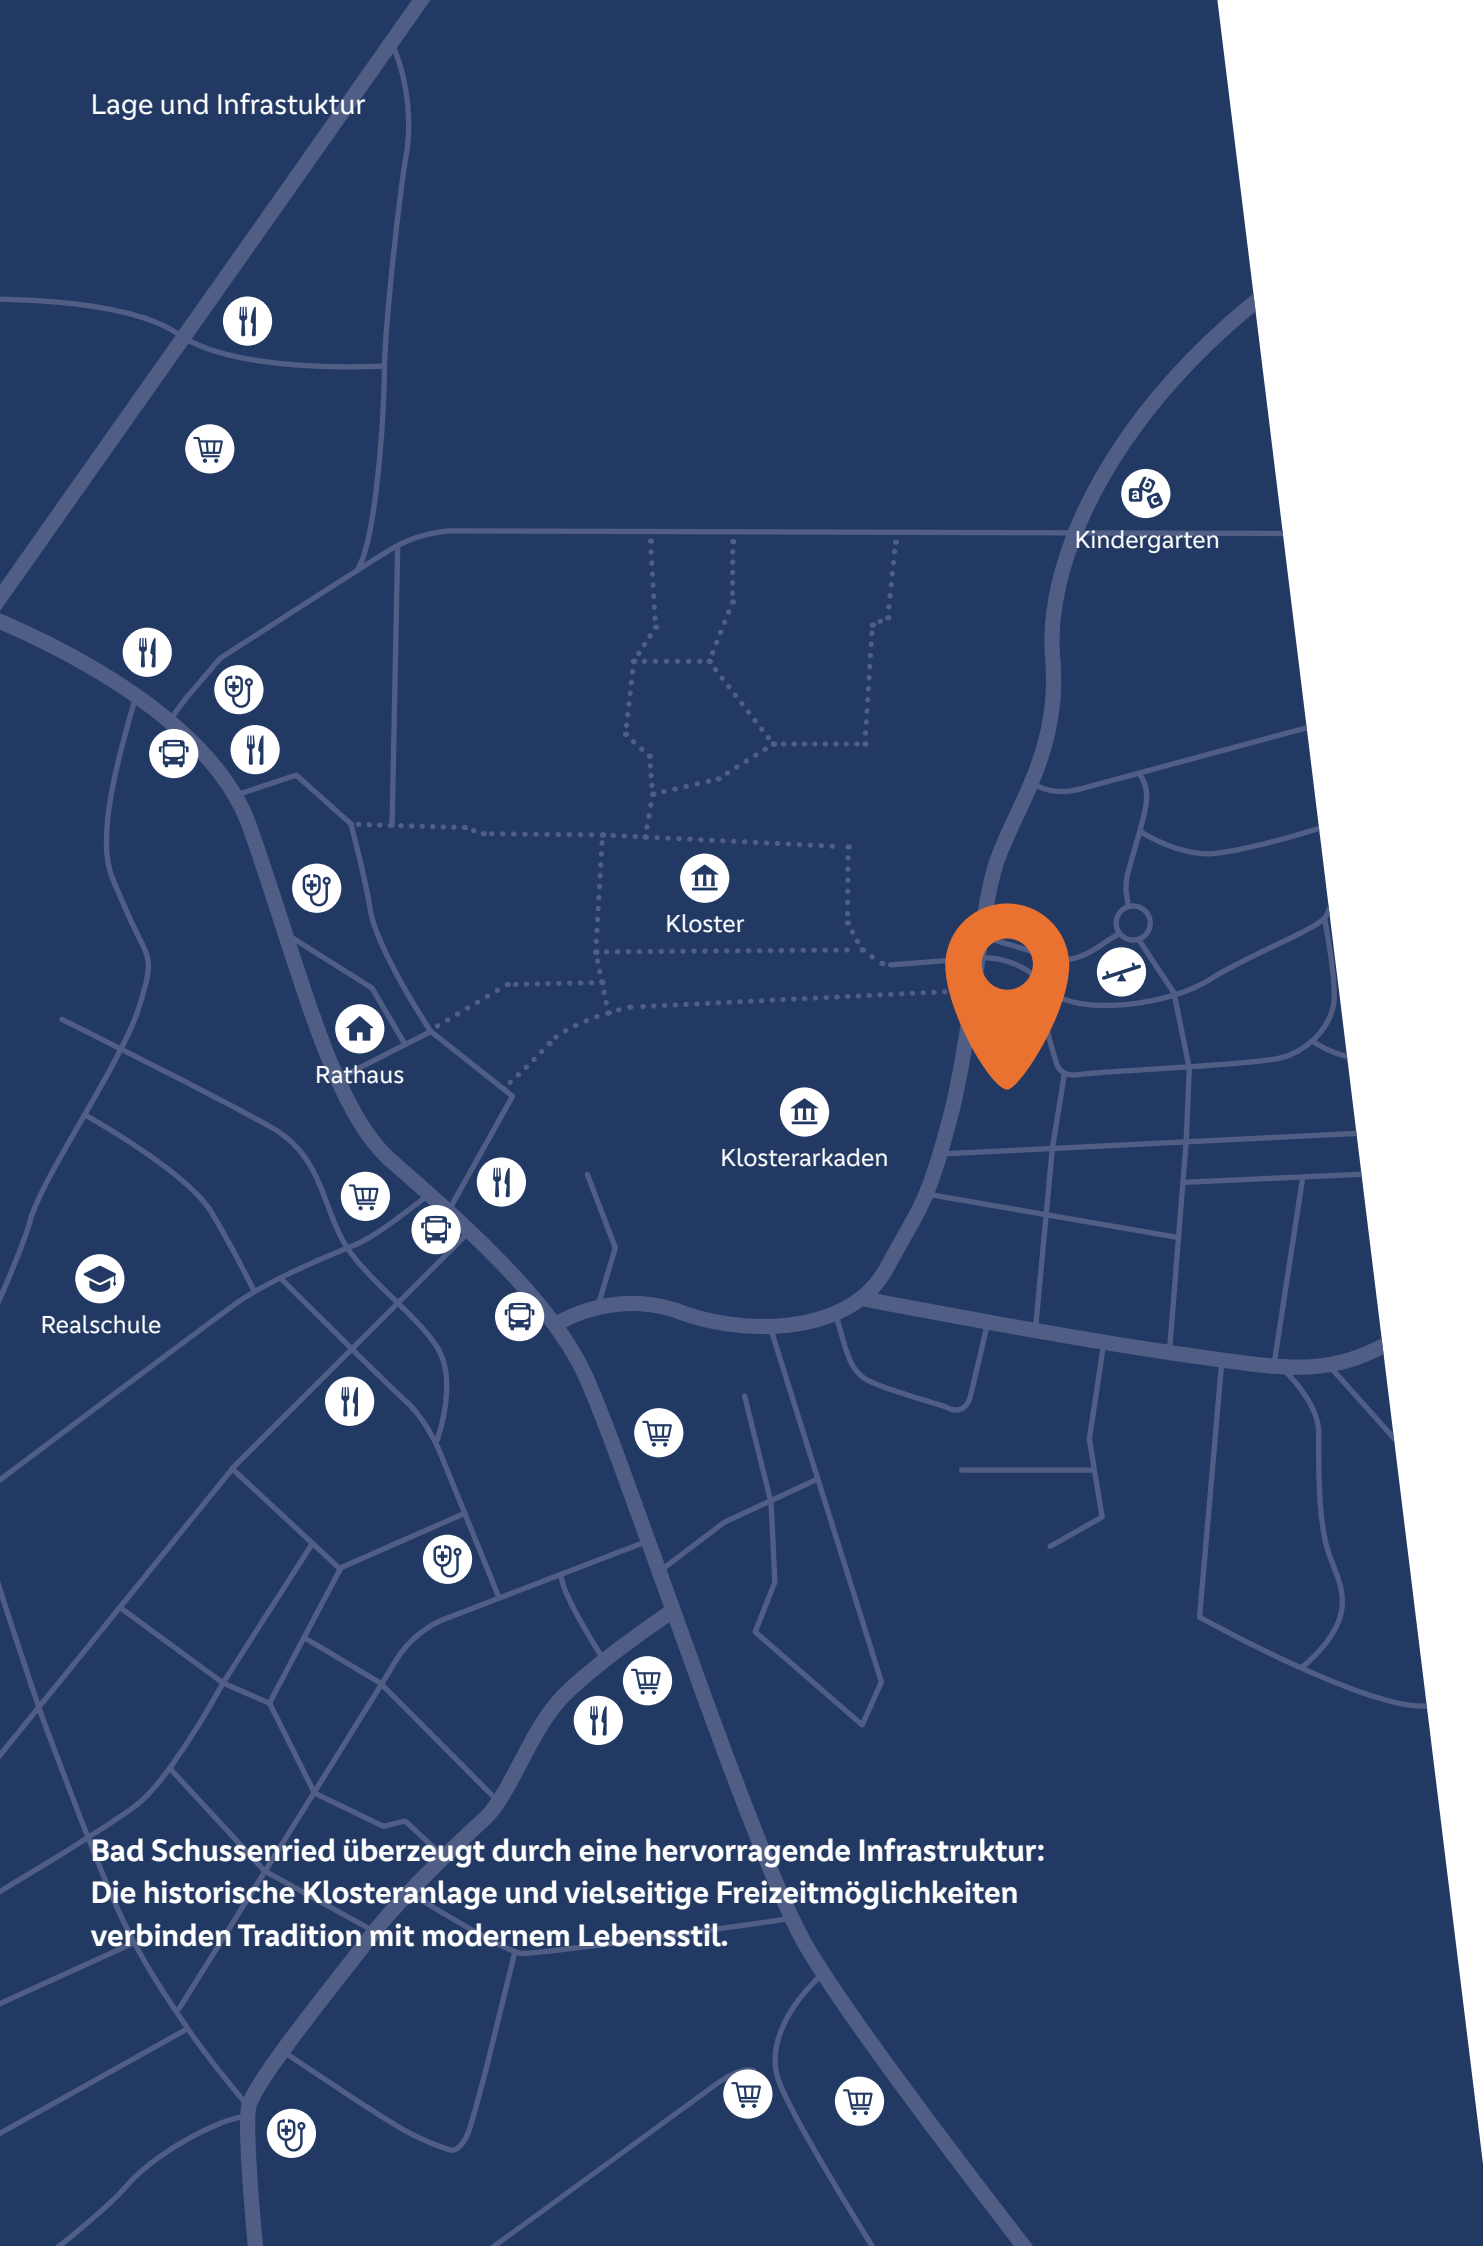 Lage und Infrastuktur
a b c
Kindergarten
Kloster
Rathaus
Klosterarkaden
Realschule
Bad Schussenried überzeugt durch eine hervorragende Infrastruktur:
Die historische Klosteranlage und vielseitige Freizeitmöglichkeiten
verbinden Tradition mit modernem Lebensstil.